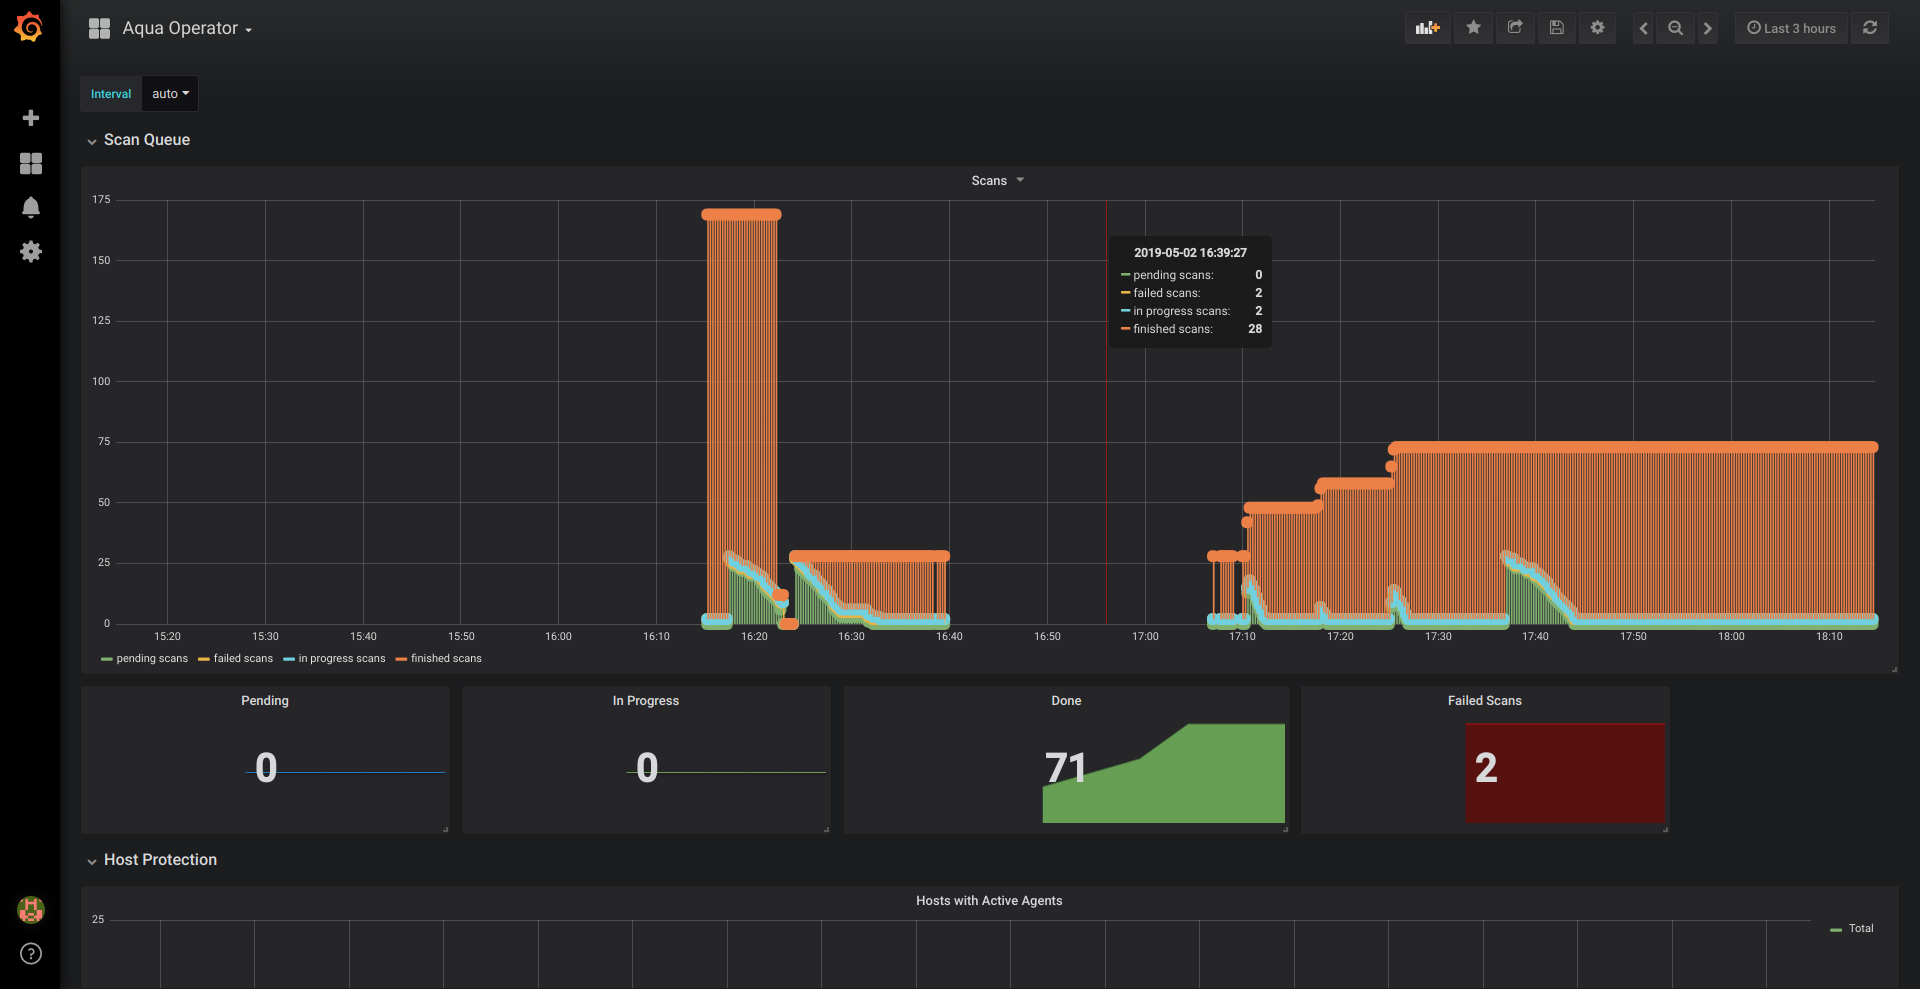 Aqua Operator
Last 3 hours
Interval auto
Scan Queue
Scans
175
150
125
100
75
50
25
0
2019-05-02 16:39:27
pending scans: 0
failed scans: 2
in progress scans: 2
finished scans: 28
15:20 15:30 15:40 15:50 16:00 16:10 16:20 16:30 16:40 16:50 17:00 17:10 17:20 17:30 17:40 17:50 18:00 18:10
pending scans failed scans in progress scans finished scans
Pending In Progress Done Failed Scans
0 0 71 2
Host Protection
Hosts with Active Agents
25
Total